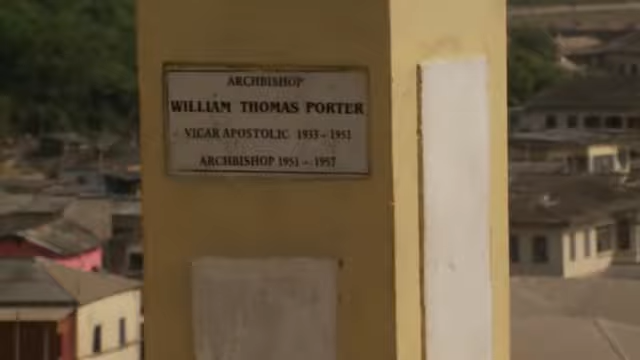 ARCHBISHOP
WILLIAM THOMAS PORTER
VICAR APOSTOLIC 1933 - 1951
ARCHBISHOP 1951 - 1957